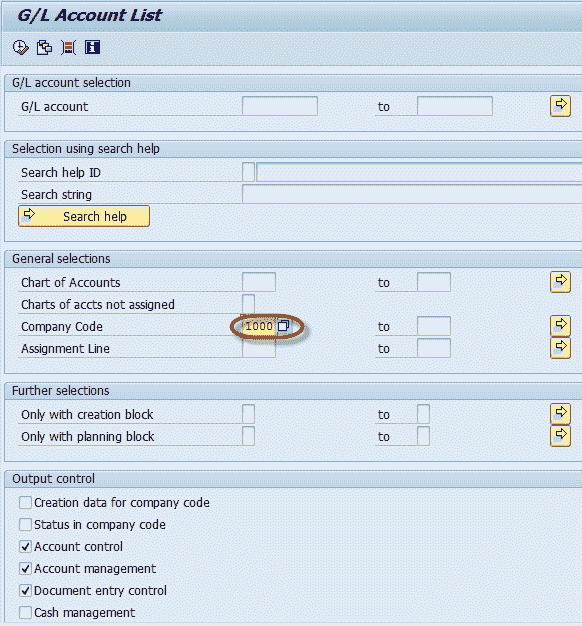 G/L Account List
G/L account selection
G/L account to
Selection using search help
Search help ID
Search string
Search help
General selections
Chart of Accounts to
Charts of accts not assigned
Company Code 1000 to
Assignment Line to
Further selections
Only with creation block to
Only with planning block to
Output control
Creation data for company code
Status in company code
Account control
Account management
Document entry control
Cash management